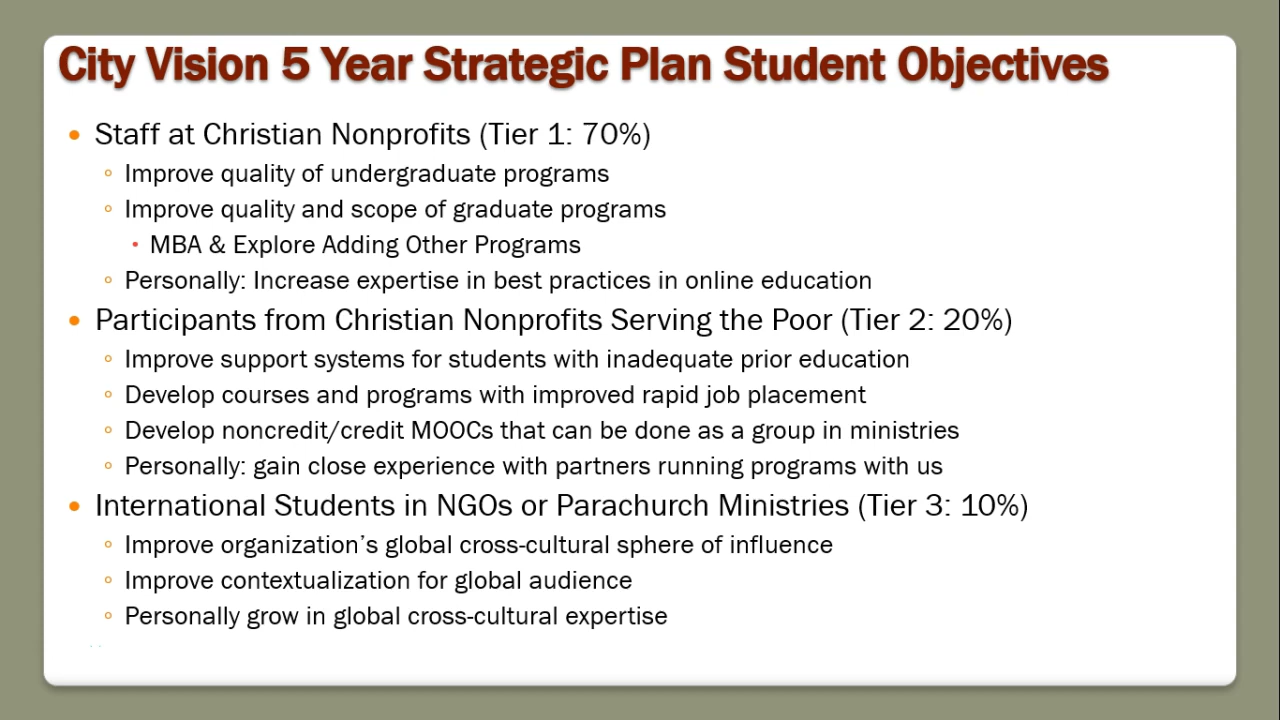 City Vision 5 Year Strategic Plan Student Objectives
• Staff at Christian Nonprofits (Tier 1: 70%)
◦ Improve quality of undergraduate programs
◦ Improve quality and scope of graduate programs
• MBA & Explore Adding Other Programs
◦ Personally: Increase expertise in best practices in online education
• Participants from Christian Nonprofits Serving the Poor (Tier 2: 20%)
◦ Improve support systems for students with inadequate prior education
◦ Develop courses and programs with improved rapid job placement
◦ Develop noncredit/credit MOOCs that can be done as a group in ministries
◦ Personally: gain close experience with partners running programs with us
• International Students in NGOs or Parachurch Ministries (Tier 3: 10%)
◦ Improve organization’s global cross-cultural sphere of influence
◦ Improve contextualization for global audience
◦ Personally grow in global cross-cultural expertise